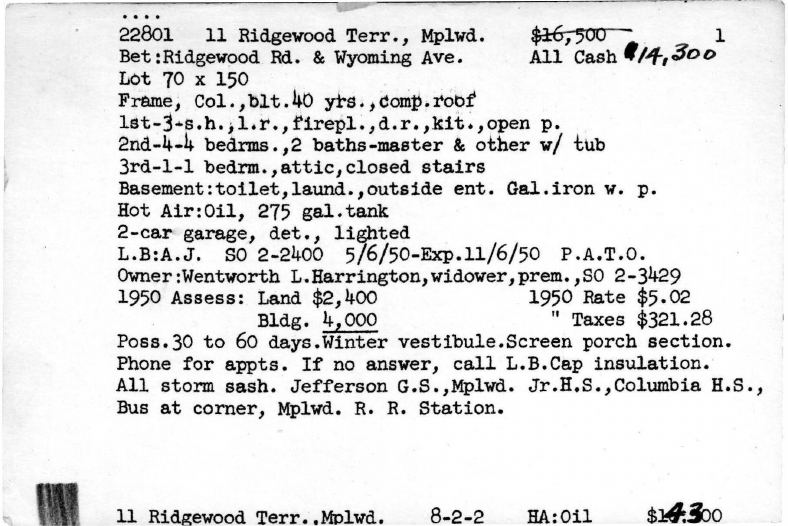 ....
22801 11 Ridgewood Terr., Mplwd. $16,500 1
Bet:Ridgewood Rd. & Wyoming Ave. All Cash $14,300
Lot 70 x 150
Frame, Col.,blt.40 yrs.,comp.roof
1st-3-s.h.,l.r.,firepl.,d.r.,kit.,open p.
2nd-4-4 bedrms.,2 baths-master & other w/ tub
3rd-1-1 bedrm.,attic,closed stairs
Basement:toilet,laund.,outside ent. Gal.iron w. p.
Hot Air:Oil, 275 gal.tank
2-car garage, det., lighted
L.B:A.J. SO 2-2400 5/6/50-Exp.11/6/50 P.A.T.O.
Owner:Wentworth L.Harrington,widower,prem.,SO 2-3429
1950 Assess: Land $2,400 1950 Rate $5.02
Bldg. 4,000 " Taxes $321.28
Poss.30 to 60 days.Winter vestibule.Screen porch section.
Phone for appts. If no answer, call L.B.Cap insulation.
All storm sash. Jefferson G.S.,Mplwd. Jr.H.S.,Columbia H.S.,
Bus at corner, Mplwd. R. R. Station.
11 Ridgewood Terr.,Mplwd. 8-2-2 HA:Oil $14300